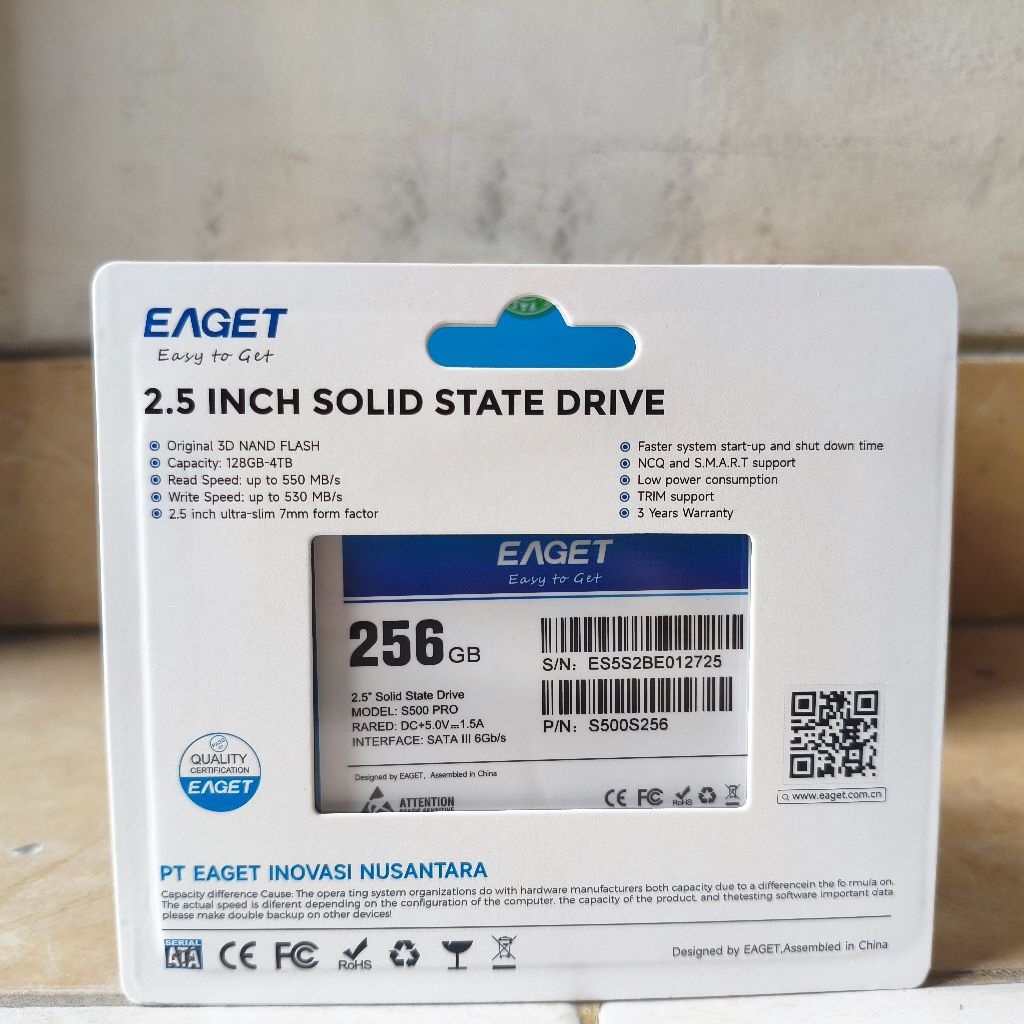 EAGET
Easy to Get
2.5 INCH SOLID STATE DRIVE
Original 3D NAND FLASH
Capacity: 128GB-4TB
Read Speed: up to 550 MB/s
Write Speed: up to 530 MB/s
2.5 inch ultra-slim 7mm form factor
Faster system start-up and shut down time
NCQ and S.M.A.R.T support
Low power consumption
TRIM support
3 Years Warranty
EAGET
Easy to Get
256 GB
2.5" Solid State Drive
MODEL: S500 PRO
RARED: DC+5.0V⎓1.5A
INTERFACE: SATA III 6Gb/s
S/N: ES5S2BE012725
P/N: S500S256
Designed by EAGET, Assembled in China
ATTENTION
STATIC SENSITIVE
CE FC RoHS
QUALITY
CERTIFICATION
EAGET
www.eaget.com.cn
PT EAGET INOVASI NUSANTARA
Capacity difference Cause: The opera ting system organizations do with hardware manufacturers both capacity due to a differencein the fo rmula on.
The actual speed is diferent depending on the configuration of the computer, the capacity of the product, and thetesting software important data
please make double backup on other devices!
SERIAL
ATA
CE FC RoHS
Designed by EAGET,Assembled in China